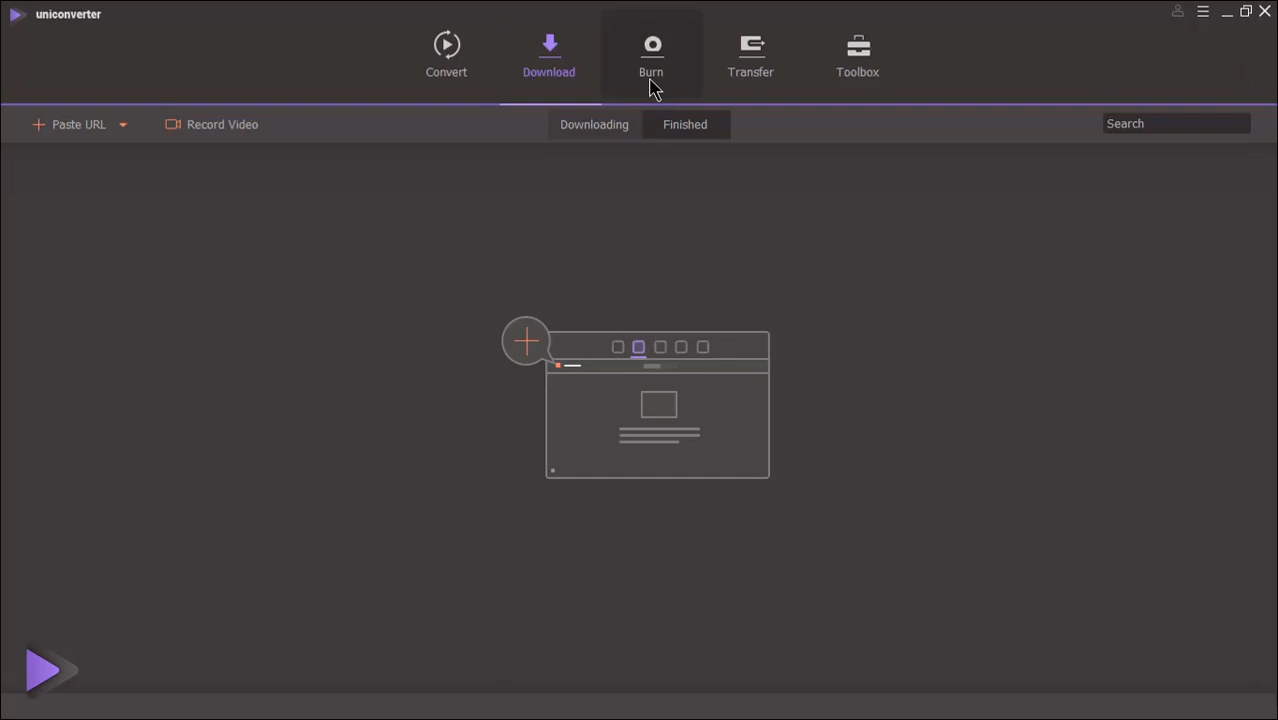 uniconverter
Convert
Download
Burn
Transfer
Toolbox
Paste URL
Record Video
Downloading
Finished
Search